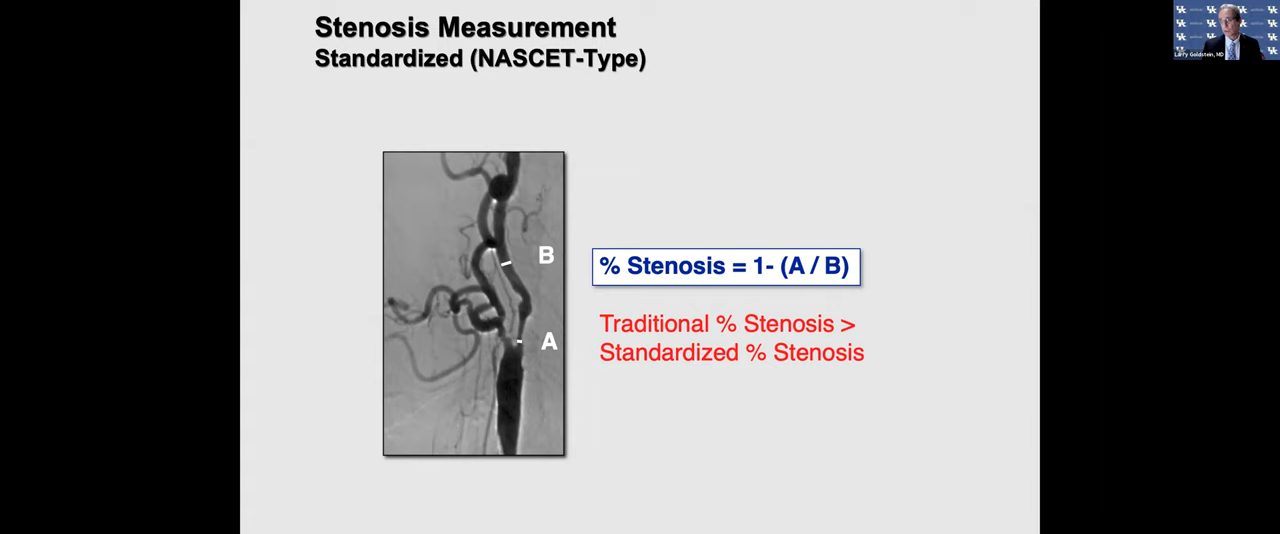 Stenosis Measurement
Standardized (NASCET-Type)
B
% Stenosis = 1- (A / B)
Traditional % Stenosis >
Standardized % Stenosis
A
Larry Goldstein, MD